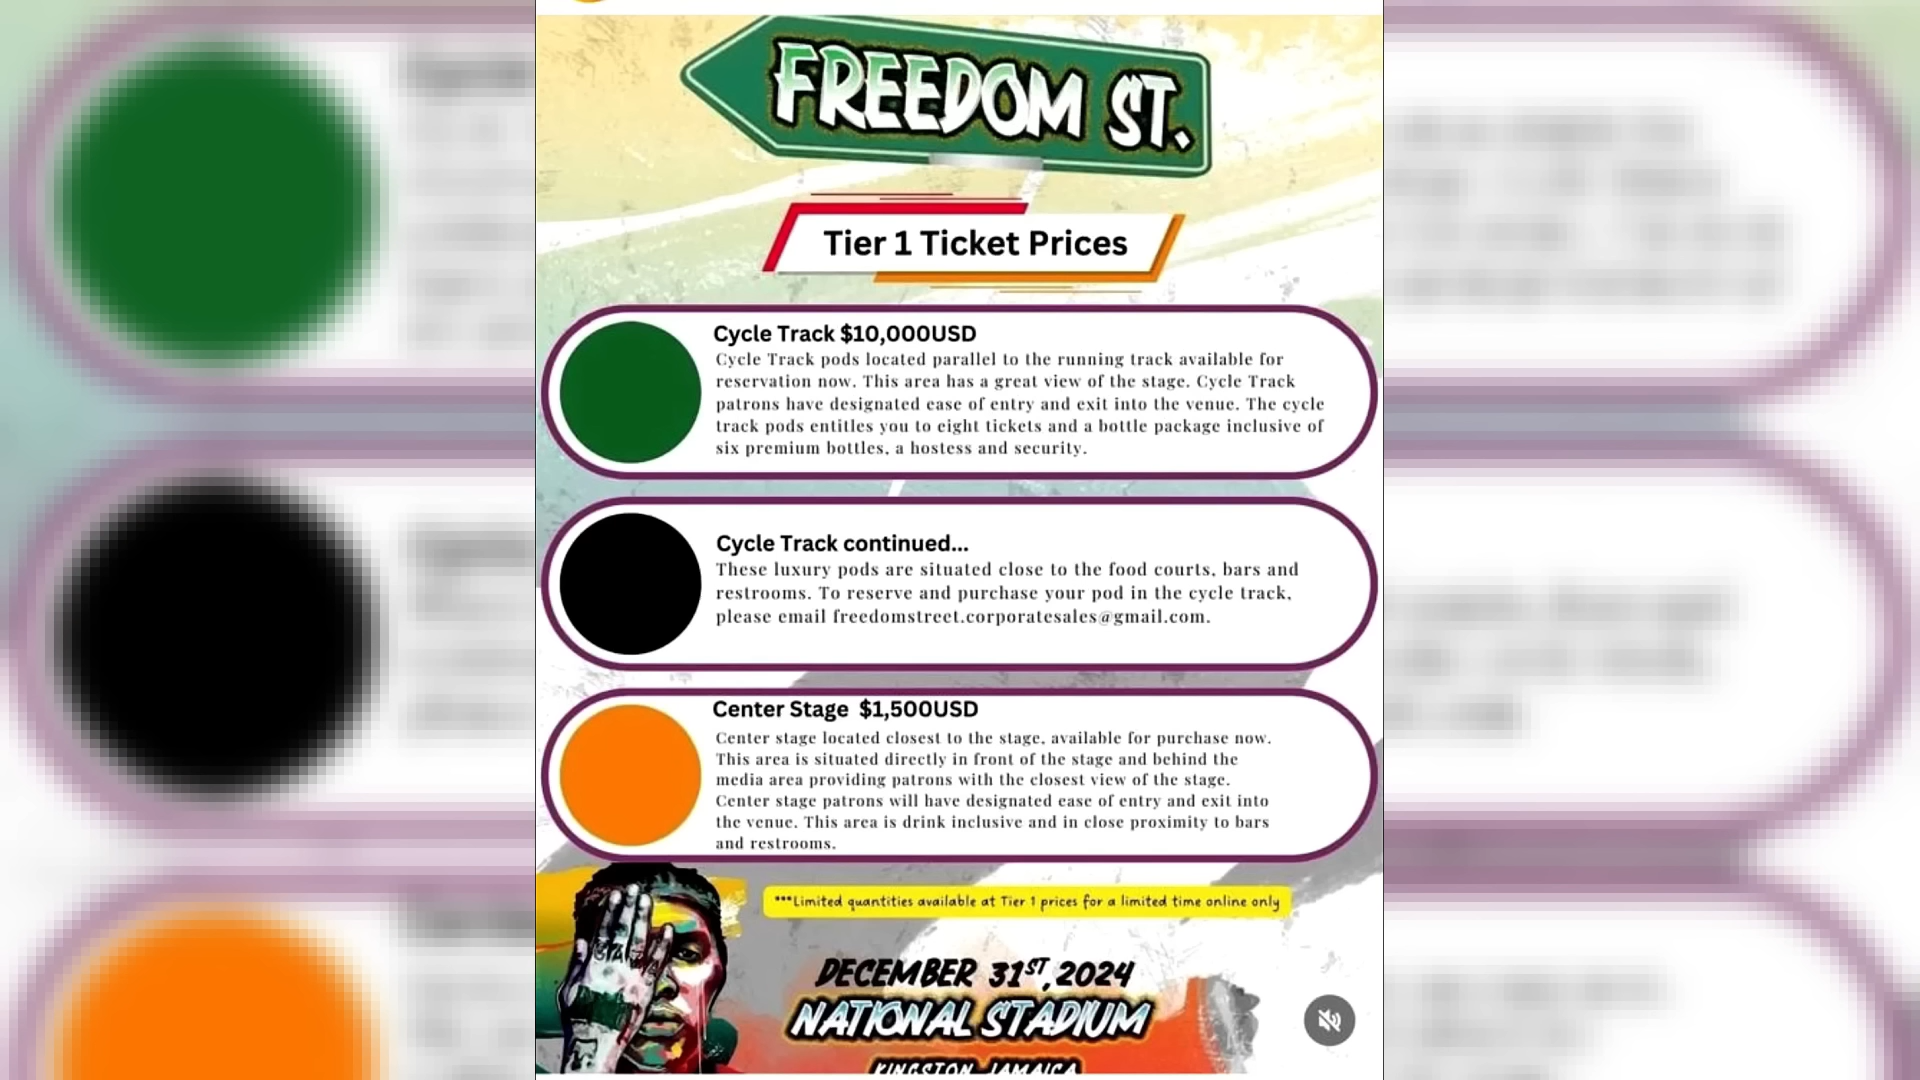 FREEDOM ST.
Tier 1 Ticket Prices
Cycle Track $10,000USD
Cycle Track pods located parallel to the running track available for
reservation now. This area has a great view of the stage. Cycle Track
patrons have designated ease of entry and exit into the venue. The cycle
track pods entitles you to eight tickets and a bottle package inclusive of
six premium bottles, a hostess and security.
Cycle Track continued...
These luxury pods are situated close to the food courts, bars and
restrooms. To reserve and purchase your pod in the cycle track,
please email freedomstreet.corporatesales@gmail.com.
Center Stage $1,500USD
Center stage located closest to the stage, available for purchase now.
This area is situated directly in front of the stage and behind the
media area providing patrons with the closest view of the stage.
Center stage patrons will have designated ease of entry and exit into
the venue. This area is drink inclusive and in close proximity to bars
and restrooms.
***Limited quantities available at Tier 1 prices for a limited time online only
DECEMBER 31ST, 2024
NATIONAL STADIUM
KINGSTON, JAMAICA